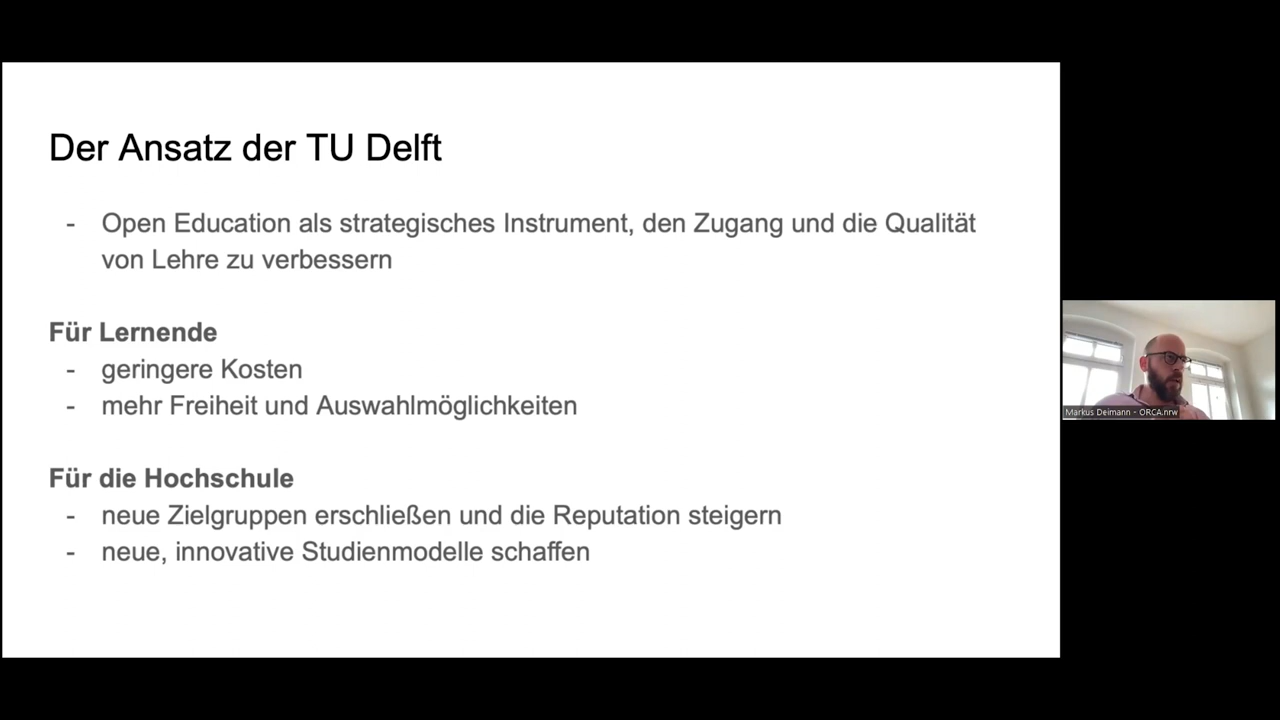 Der Ansatz der TU Delft
- Open Education als strategisches Instrument, den Zugang und die Qualität
von Lehre zu verbessern
Für Lernende
- geringere Kosten
- mehr Freiheit und Auswahlmöglichkeiten
Für die Hochschule
- neue Zielgruppen erschließen und die Reputation steigern
- neue, innovative Studienmodelle schaffen
Markus Deimann - ORCA.nrw